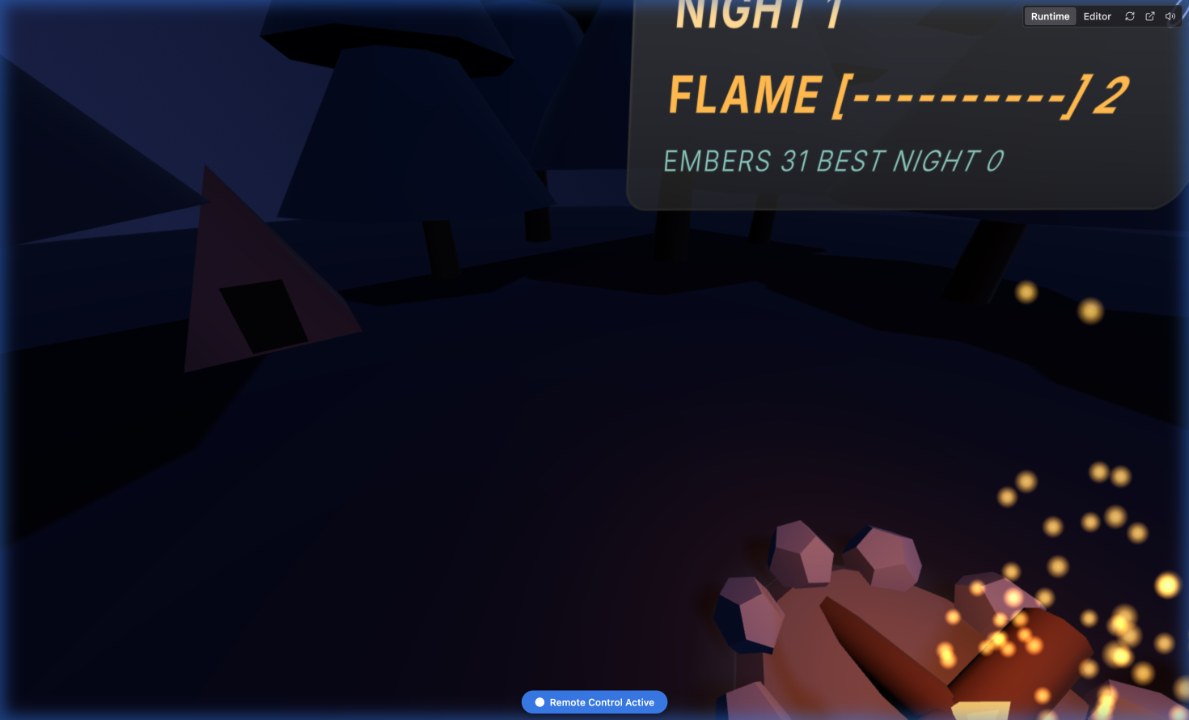 Runtime Editor
NIGHT 1
FLAME [----------] 2
EMBERS 31 BEST NIGHT 0
Remote Control Active